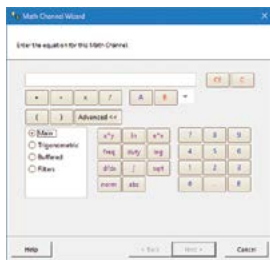 Math Channel Wizard
Enter the equation for this Math Channel.
CE C
+ - x / A B
( ) Advanced <<
Main
Trigonometric
Buffered
Filters
x^y ln e^x 7 8 9
freq duty log 4 5 6
d/dx ∫ sqrt 1 2 3
norm abs 0 . E
Help < Back Next > Cancel